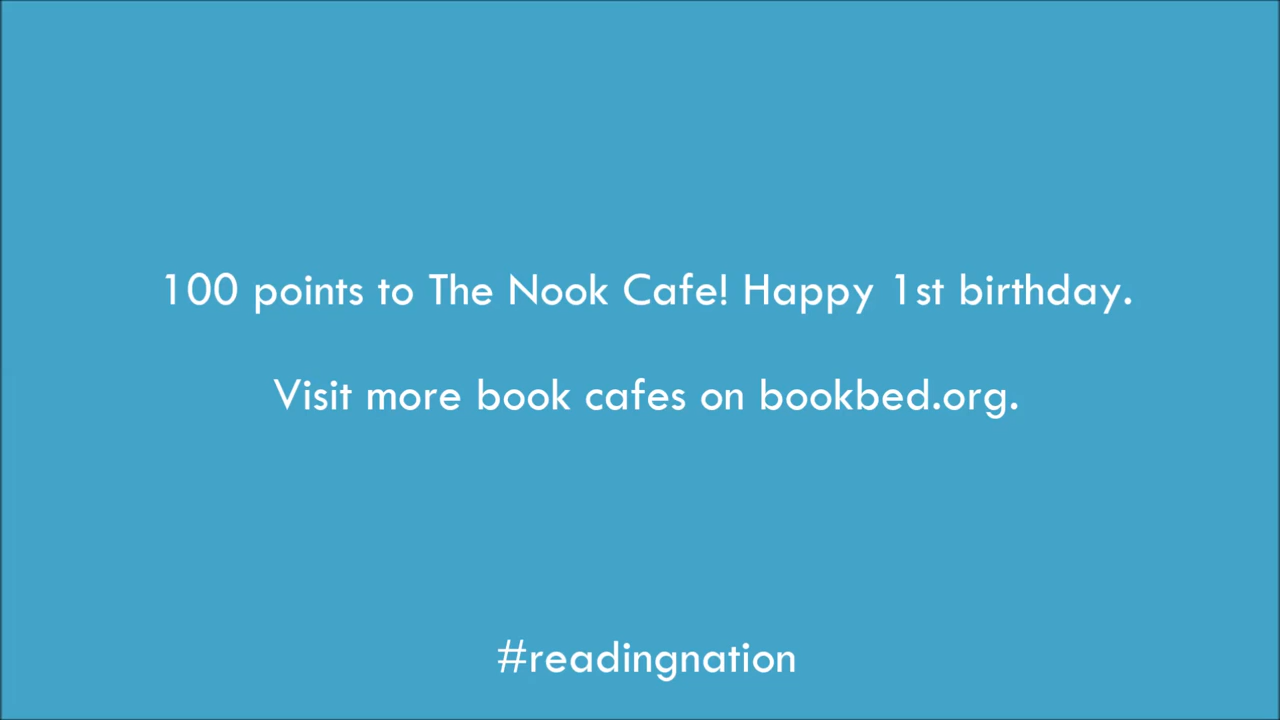 100 points to The Nook Cafe! Happy 1st birthday.
Visit more book cafes on bookbed.org.
#readingnation